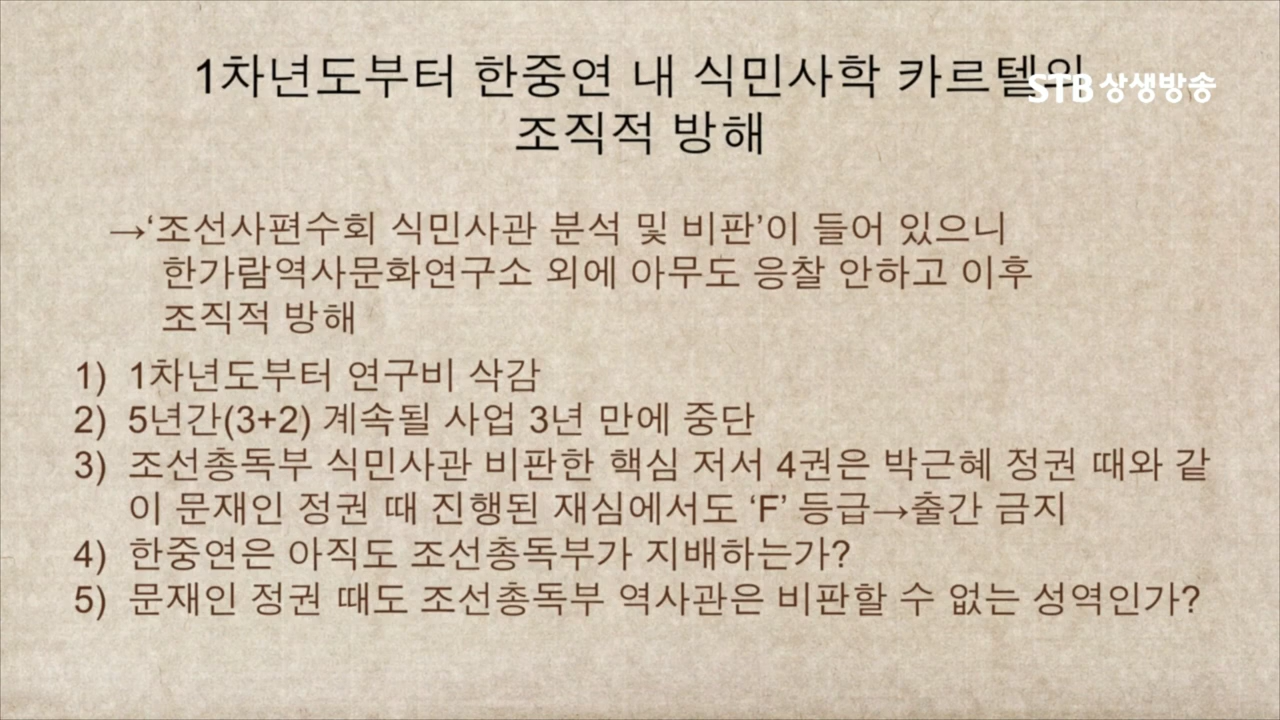 1차년도부터 한중연 내 식민사학 카르텔의
STB 상생방송
조직적 방해
→‘조선사편수회 식민사관 분석 및 비판’이 들어 있으니
한가람역사문화연구소 외에 아무도 응찰 안하고 이후
조직적 방해
1) 1차년도부터 연구비 삭감
2) 5년간(3+2) 계속될 사업 3년 만에 중단
3) 조선총독부 식민사관 비판한 핵심 저서 4권은 박근혜 정권 때와 같
이 문재인 정권 때 진행된 재심에서도 ‘F’ 등급→출간 금지
4) 한중연은 아직도 조선총독부가 지배하는가?
5) 문재인 정권 때도 조선총독부 역사관은 비판할 수 없는 성역인가?